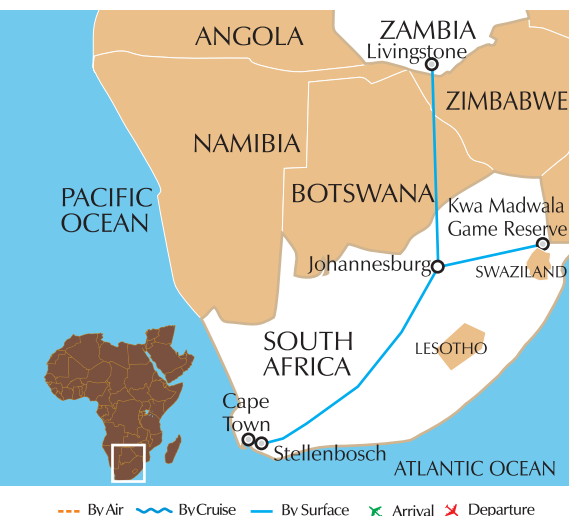 ANGOLA
ZAMBIA
Livingstone
ZIMBABWE
NAMIBIA
BOTSWANA
PACIFIC
OCEAN
Kwa Madwala
Game Reserve
Johannesburg
SWAZILAND
SOUTH
AFRICA
LESOTHO
Cape
Town
Stellenbosch
ATLANTIC OCEAN
By Air By Cruise By Surface Arrival Departure